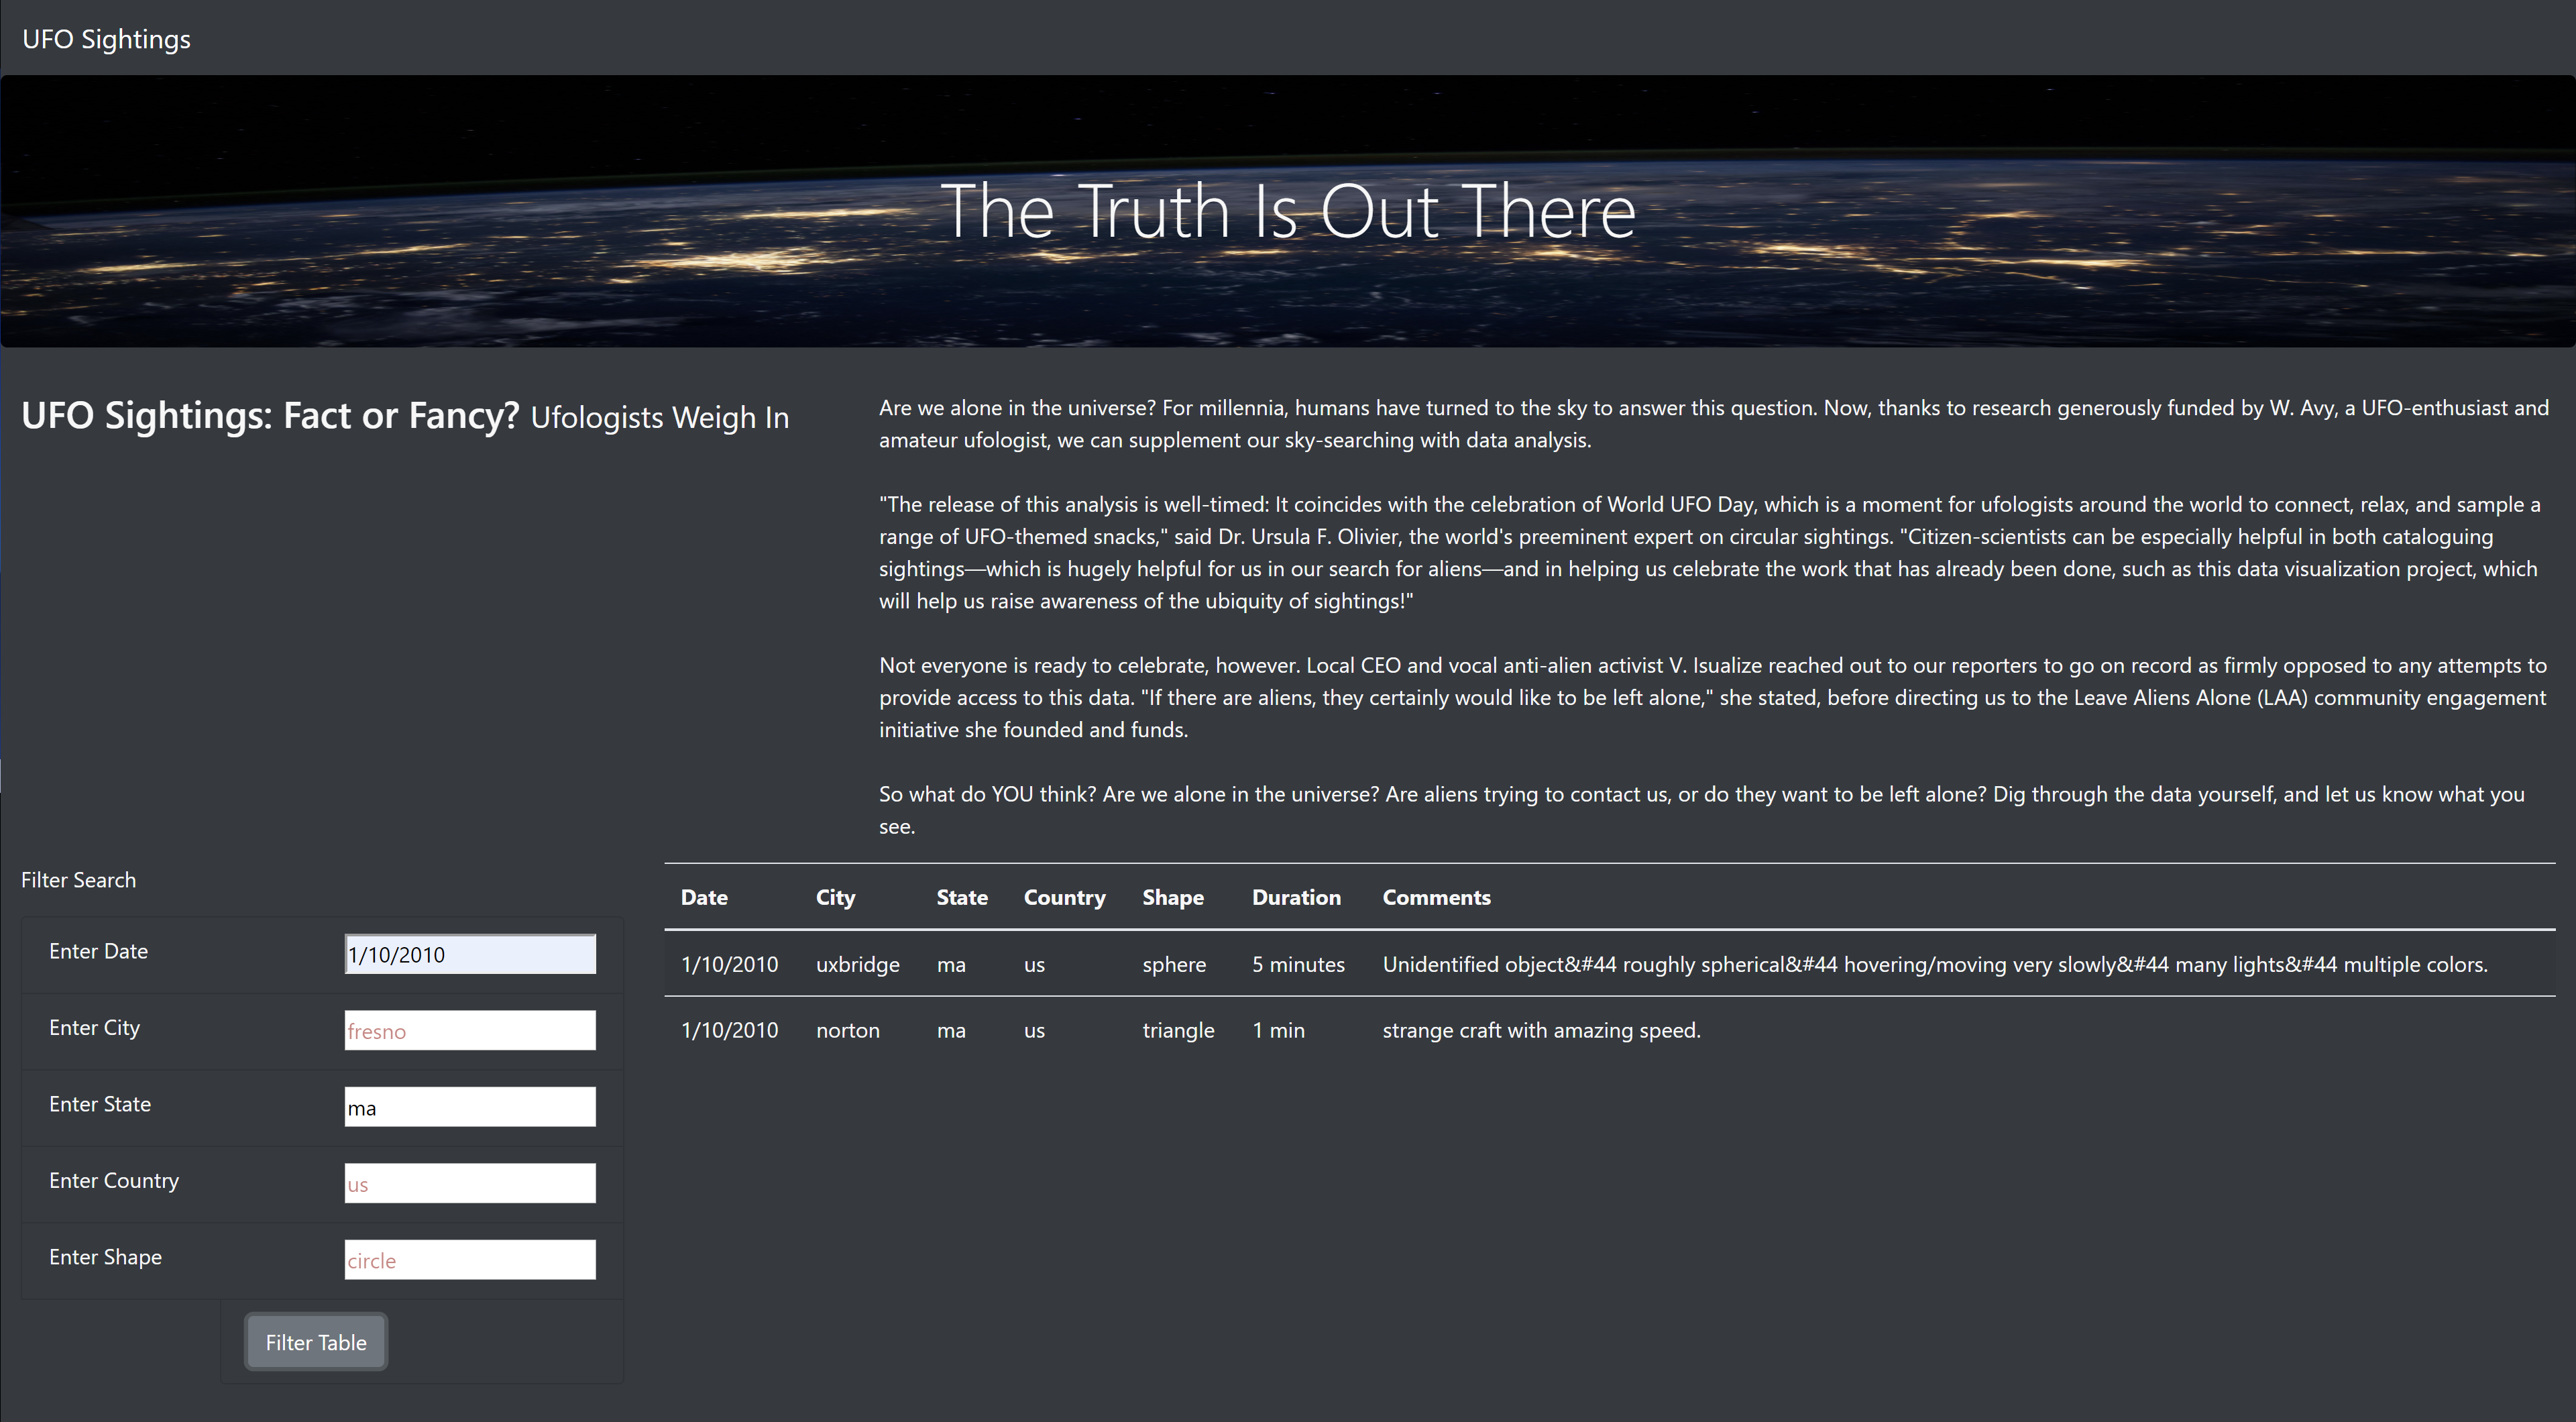 UFO Sightings
The Truth Is Out There
UFO Sightings: Fact or Fancy? Ufologists Weigh In
Are we alone in the universe? For millennia, humans have turned to the sky to answer this question. Now, thanks to research generously funded by W. Avy, a UFO-enthusiast and
amateur ufologist, we can supplement our sky-searching with data analysis.
"The release of this analysis is well-timed: It coincides with the celebration of World UFO Day, which is a moment for ufologists around the world to connect, relax, and sample a
range of UFO-themed snacks," said Dr. Ursula F. Olivier, the world's preeminent expert on circular sightings. "Citizen-scientists can be especially helpful in both cataloguing
sightings—which is hugely helpful for us in our search for aliens—and in helping us celebrate the work that has already been done, such as this data visualization project, which
will help us raise awareness of the ubiquity of sightings!"
Not everyone is ready to celebrate, however. Local CEO and vocal anti-alien activist V. Isualize reached out to our reporters to go on record as firmly opposed to any attempts to
provide access to this data. "If there are aliens, they certainly would like to be left alone," she stated, before directing us to the Leave Aliens Alone (LAA) community engagement
initiative she founded and funds.
So what do YOU think? Are we alone in the universe? Are aliens trying to contact us, or do they want to be left alone? Dig through the data yourself, and let us know what you
see.
Filter Search
Enter Date 1/10/2010
Enter City fresno
Enter State ma
Enter Country us
Enter Shape circle
Filter Table
Date City State Country Shape Duration Comments
1/10/2010 uxbridge ma us sphere 5 minutes Unidentified object&#44 roughly spherical&#44 hovering/moving very slowly&#44 many lights&#44 multiple colors.
1/10/2010 norton ma us triangle 1 min strange craft with amazing speed.